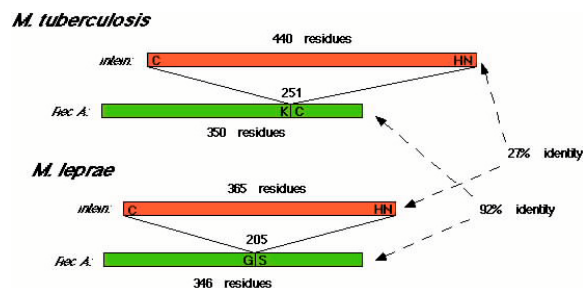 M. tuberculosis
440 residues
Intein: C HN
251
Rec A: K C
350 residues
27% identity
M. leprae
365 residues
92% identity
Intein: C HN
205
Rec A: G S
346 residues